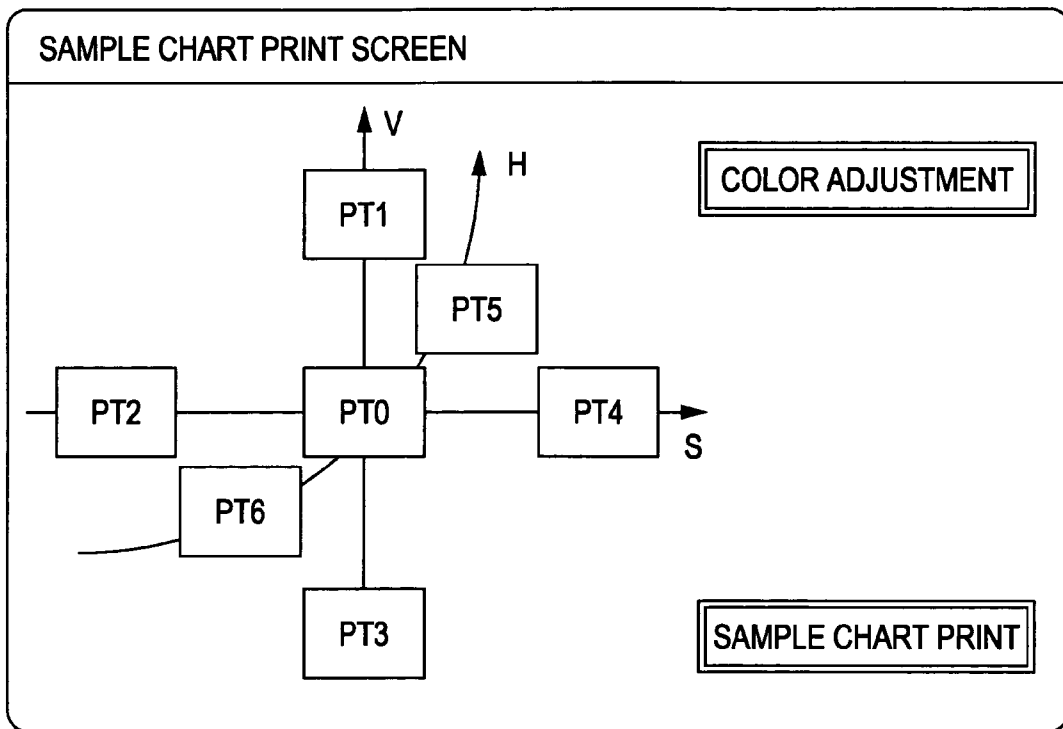 SAMPLE CHART PRINT SCREEN
V
H
PT1
COLOR ADJUSTMENT
PT5
PT2
PT0
PT4
S
PT6
PT3
SAMPLE CHART PRINT